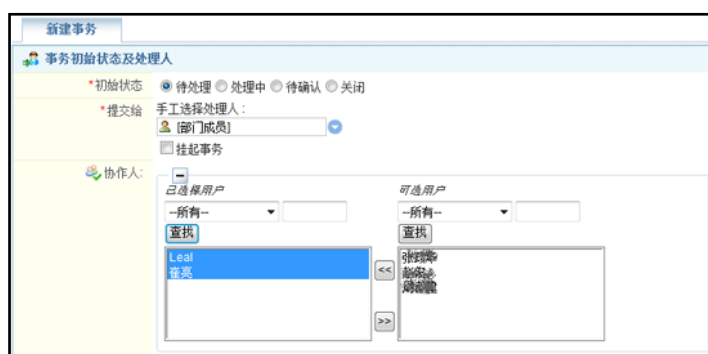 新建事务
事务初始状态及处理人
*初始状态 待处理 处理中 待确认 关闭
*提交给 手工选择处理人:
[部门成员]
挂起事务
协作人:
已选择用户 可选用户
--所有-- --所有--
查找 查找
Leal
崔亮
<<
>>